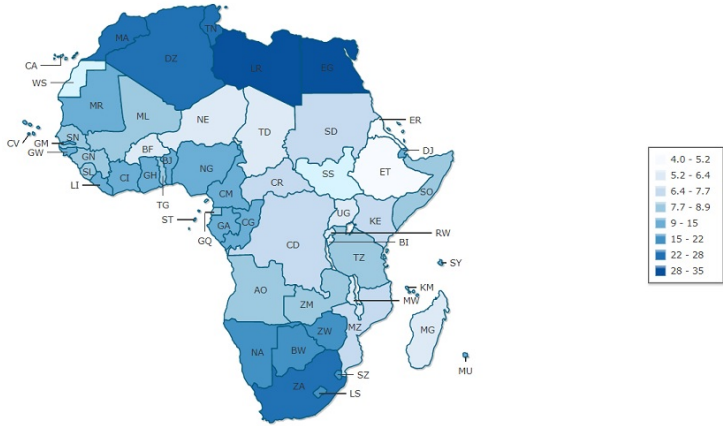 TN
MA
DZ
LR
EG
CA
WS
MR
ML
NE
TD
SD
ER
CV
SN
GM
GW
GN
BF
BJ
DJ
SL
LI
CI
GH
TG
NG
CM
CR
SS
ET
SO
ST
GQ
GA
CG
CD
UG
KE
RW
BI
TZ
SY
AO
ZM
KM
MW
MZ
MG
NA
ZW
BW
MU
ZA
SZ
LS
4.0 - 5.2
5.2 - 6.4
6.4 - 7.7
7.7 - 8.9
9 - 15
15 - 22
22 - 28
28 - 35